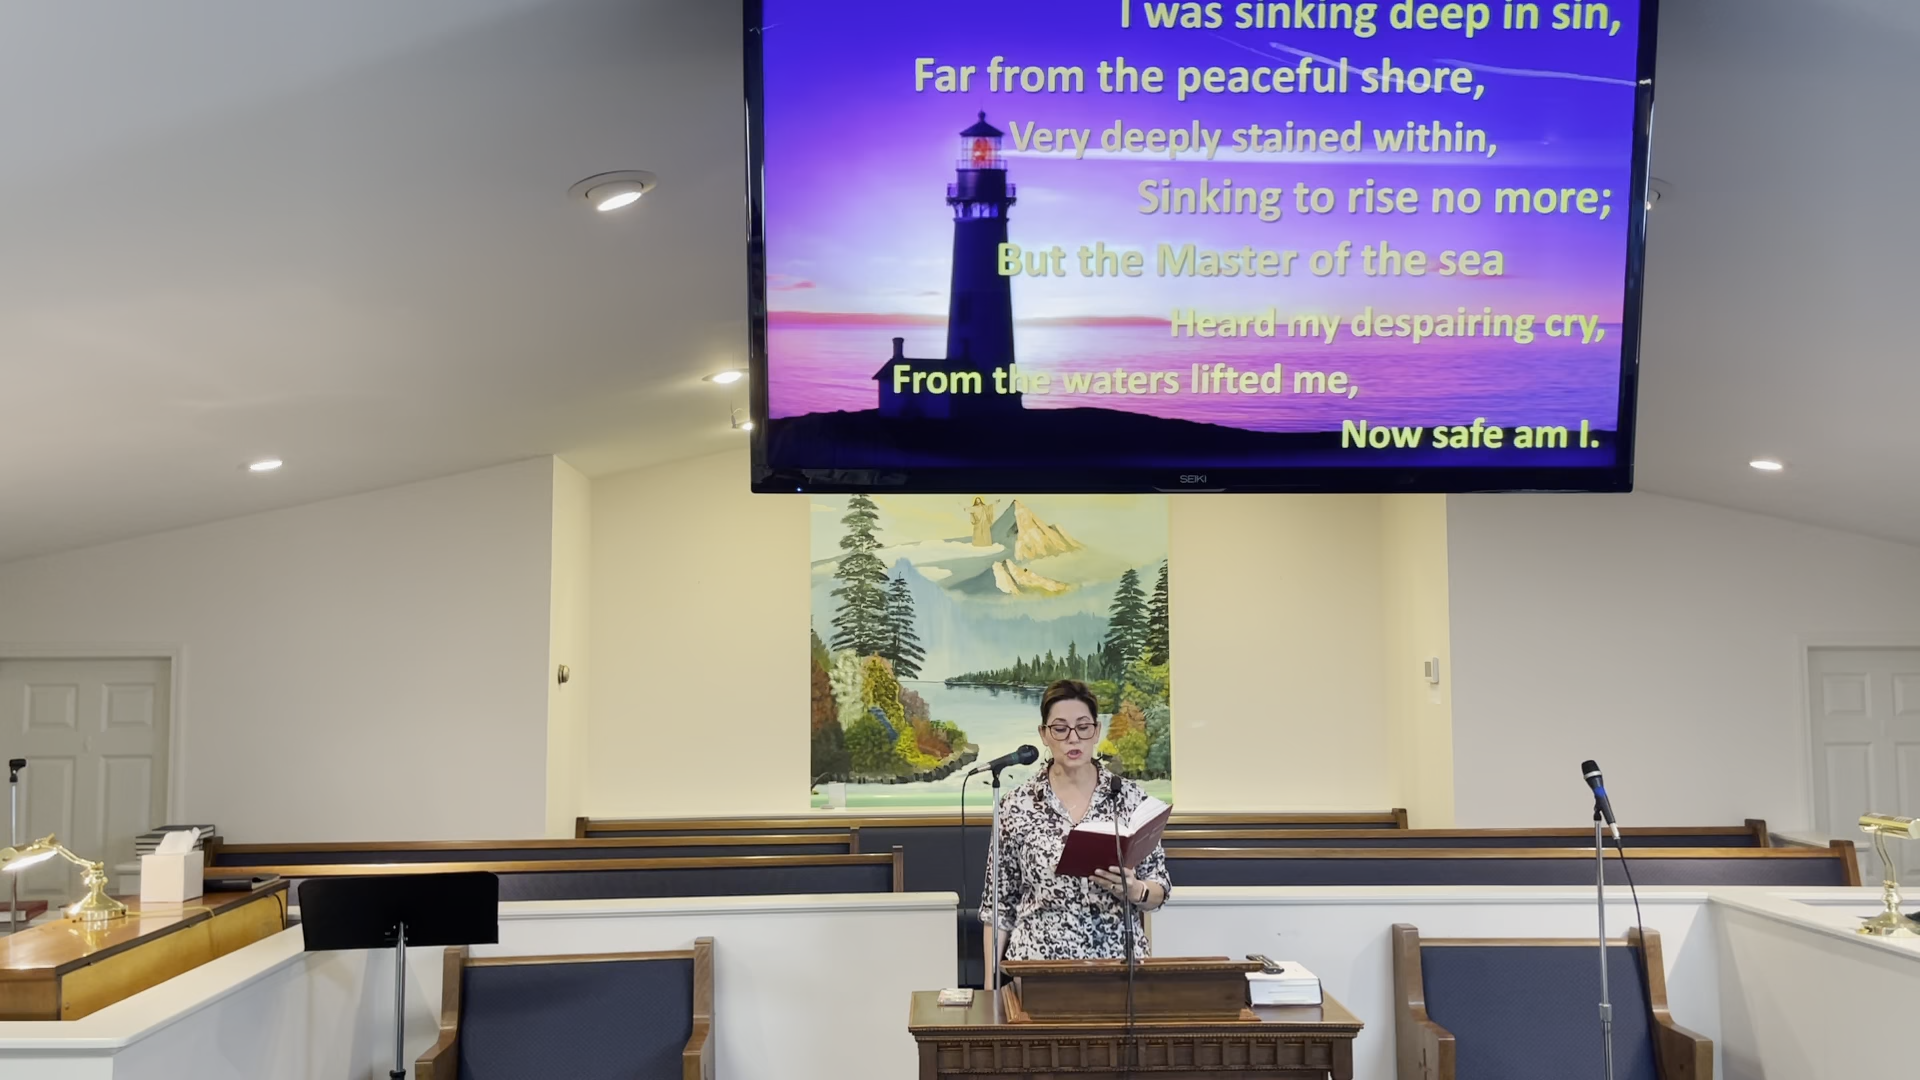 I was sinking deep in sin,
Far from the peaceful shore,
Very deeply stained within,
Sinking to rise no more;
But the Master of the sea
Heard my despairing cry,
From the waters lifted me,
Now safe am I.
SEIKI